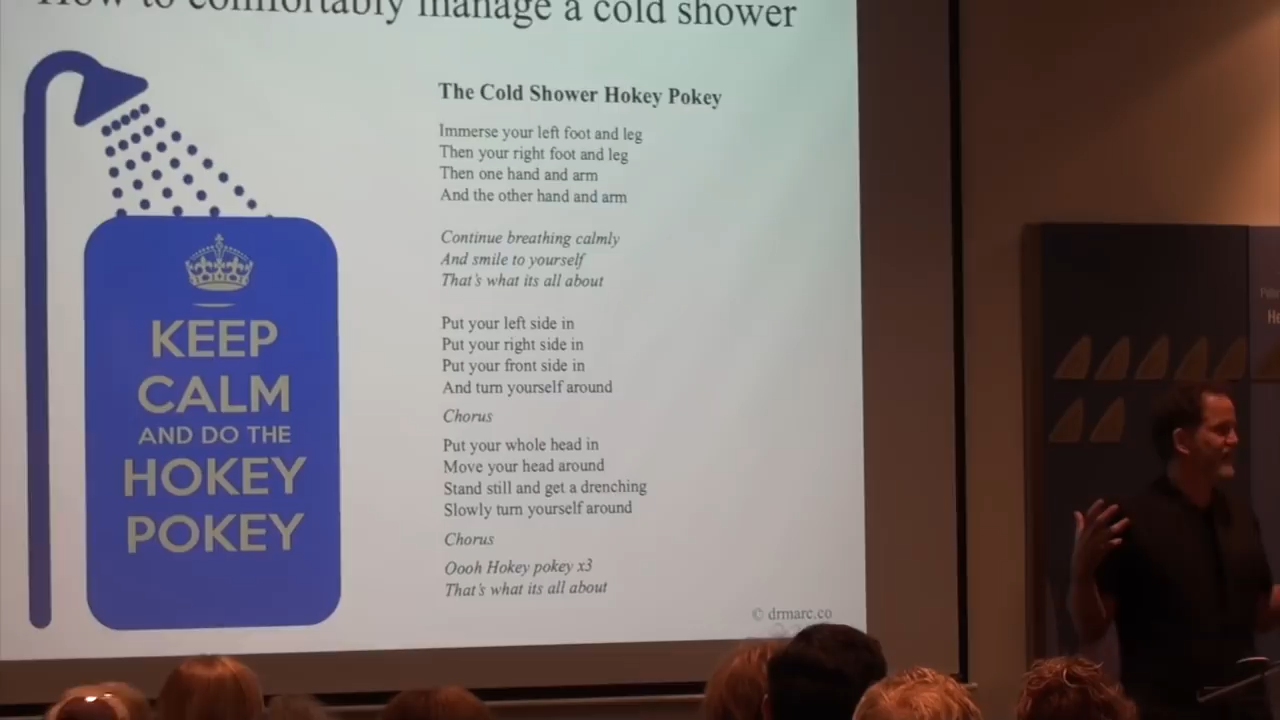 How to comfortably manage a cold shower
The Cold Shower Hokey Pokey
Immerse your left foot and leg
Then your right foot and leg
Then one hand and arm
And the other hand and arm
Continue breathing calmly
And smile to yourself
That's what its all about
Put your left side in
Put your right side in
Put your front side in
And turn yourself around
Chorus
Put your whole head in
Move your head around
Stand still and get a drenching
Slowly turn yourself around
Chorus
Oooh Hokey pokey x3
That's what its all about
© drmarc.co
KEEP
CALM
AND DO THE
HOKEY
POKEY